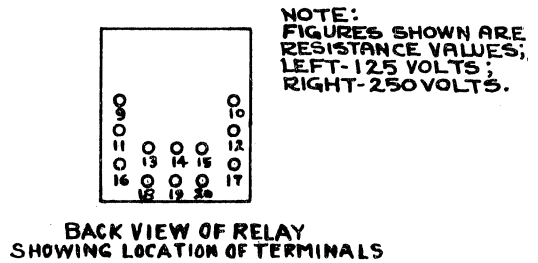 NOTE:
FIGURES SHOWN ARE
RESISTANCE VALUES;
LEFT-125 VOLTS;
RIGHT-250 VOLTS.
9 10
11 12
13 14 15
16 17
18 19 20
BACK VIEW OF RELAY
SHOWING LOCATION OF TERMINALS